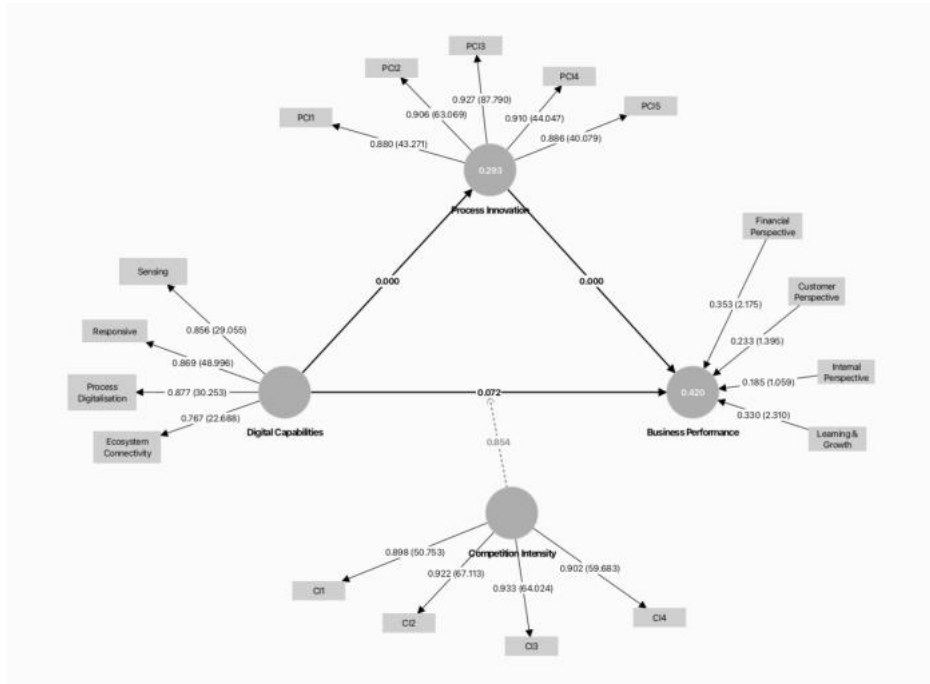 PCI3
PCI2
PCI4
PCI1
PCI5
0.927 (87.790)
0.906 (63.069)
0.910 (44.047)
0.880 (43.271)
0.886 (40.079)
0.293
Process Innovation
Financial
Perspective
Sensing
0.000
0.000
Customer
Perspective
0.353 (2.175)
0.856 (29.055)
Responsive
0.233 (1.395)
0.869 (48.996)
Internal
Perspective
0.185 (1.059)
Process
Digitalisation
0.877 (30.253)
0.072
0.420
0.767 (22.688)
0.330 (2.310)
Digital Capabilities
Business Performance
Learning &
Growth
Ecosystem
Connectivity
0.854
Competition Intensity
0.898 (50.753)
0.922 (67.113)
0.933 (64.024)
0.902 (59.683)
CI1
CI2
CI3
CI4